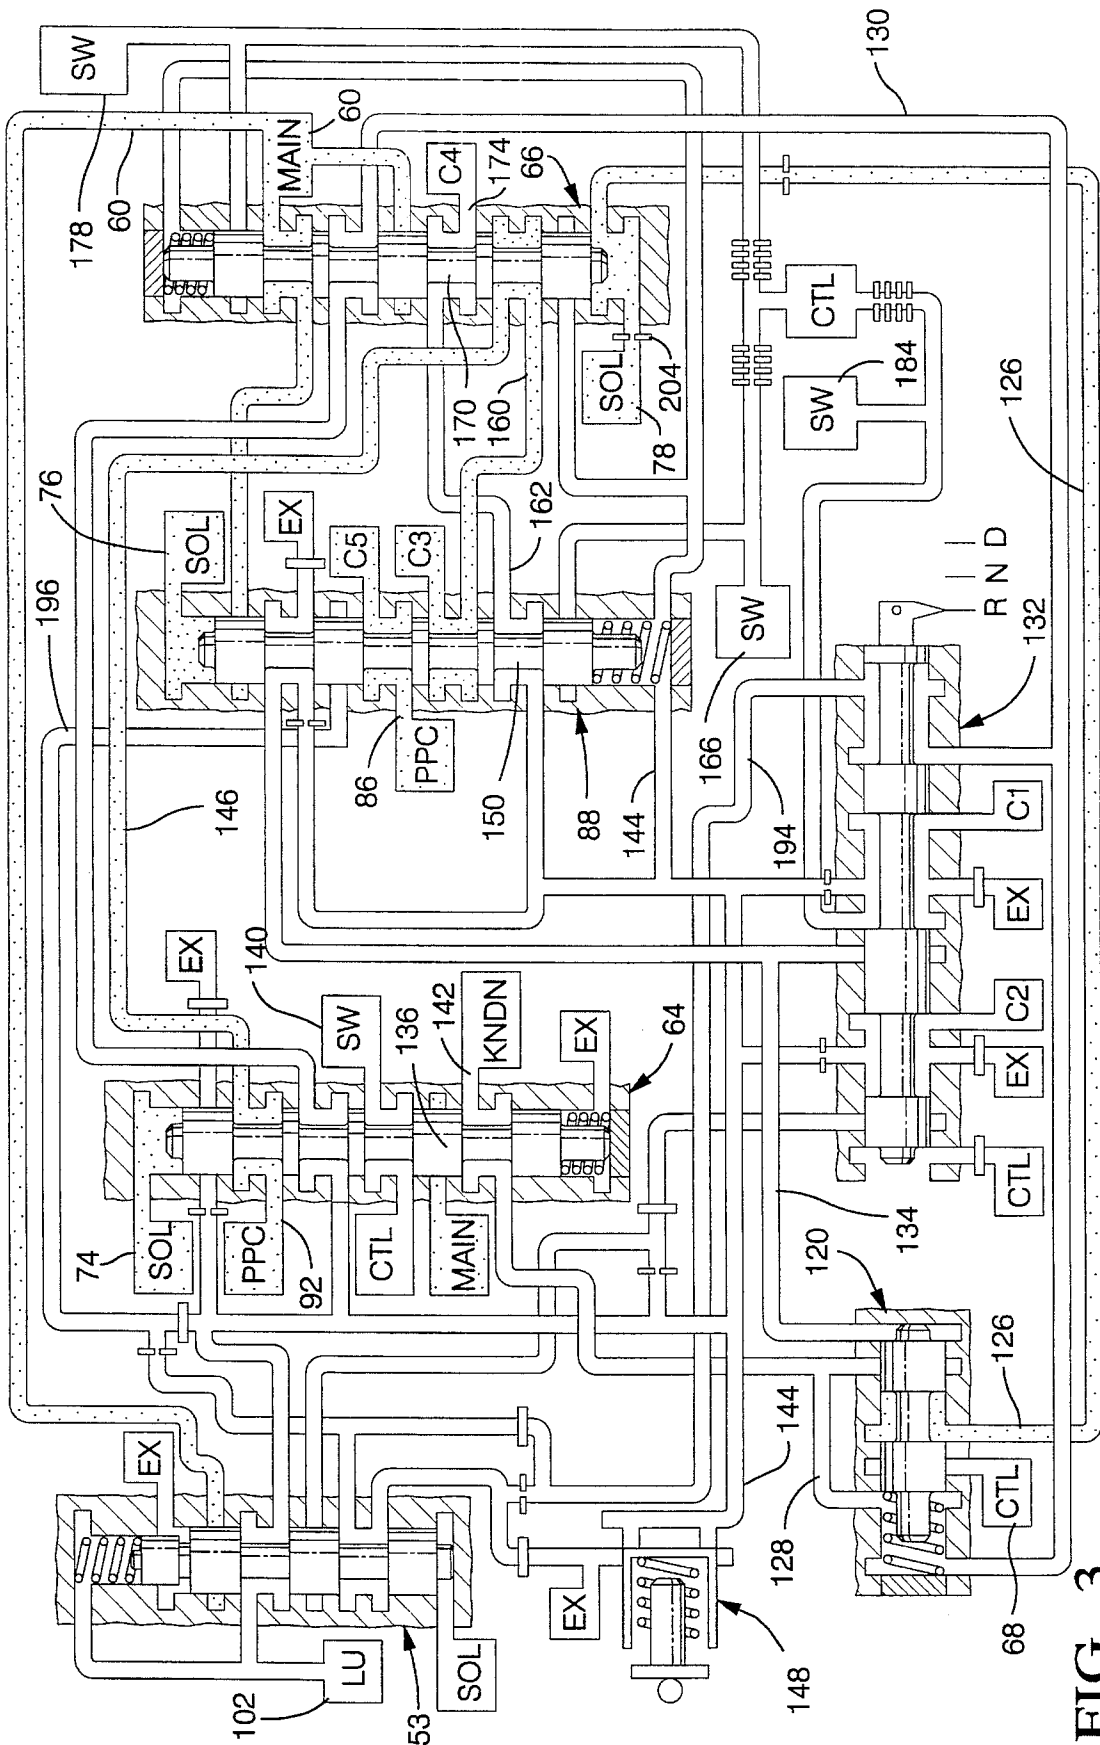 SW
178
60
MAIN
60
C4
174
66
130
170
160
SOL
204
78
CTL
SW
184
126
76
SOL
196
EX
C5
C3
162
86
PPC
150
88
SW
166
144
194
R N D
132
C1
EX
C2
EX
CTL
146
EX
140
SW
136
142
KNDN
EX
64
74
SOL
PPC
92
CTL
MAIN
134
120
126
144
128
CTL
68
EX
LU
102
53
SOL
EX
148
FIG. 3